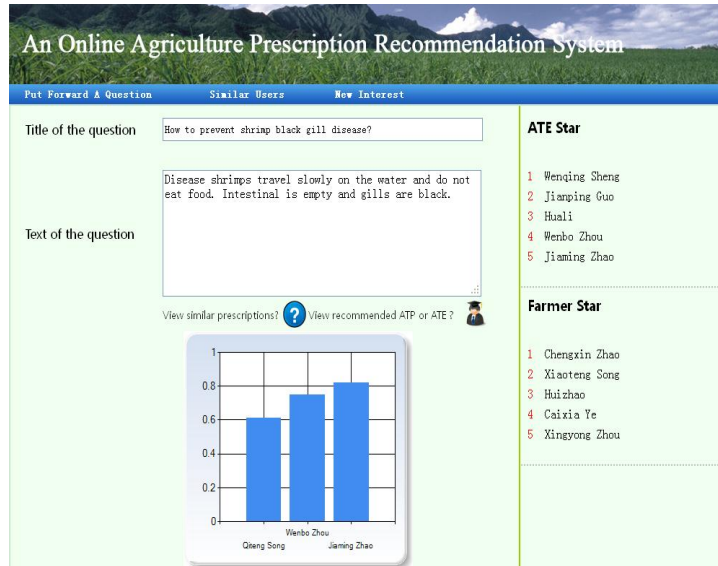 An Online Agriculture Prescription Recommendation System
Put Forward A Question Similar Users New Interest
Title of the question
How to prevent shrimp black gill disease?
Text of the question
Disease shrimps travel slowly on the water and do not
eat food. Intestinal is empty and gills are black.
View similar prescriptions? ? View recommended ATP or ATE ?
1
0.8
0.6
0.4
0.2
0
Wenbo Zhou
Qiteng Song Jiaming Zhao
ATE Star
1 Wenqing Sheng
2 Jianping Guo
3 Huali
4 Wenbo Zhou
5 Jiaming Zhao
Farmer Star
1 Chengxin Zhao
2 Xiaoteng Song
3 Huizhao
4 Caixia Ye
5 Xingyong Zhou